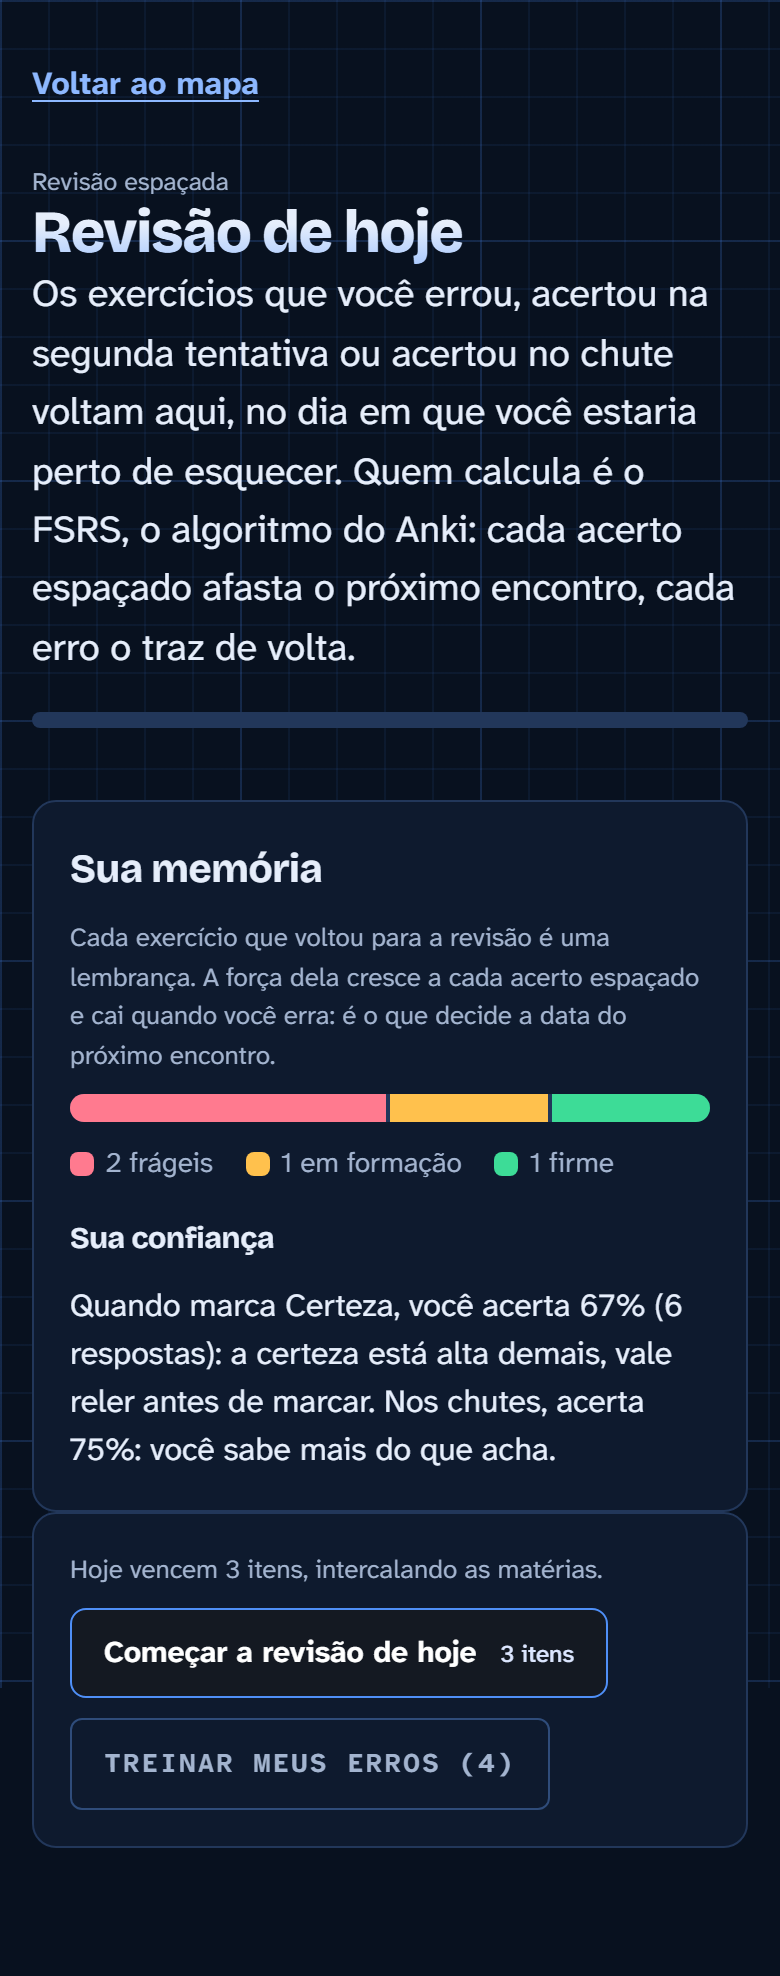 Voltar ao mapa
Revisão espaçada
Revisão de hoje
Os exercícios que você errou, acertou na
segunda tentativa ou acertou no chute
voltam aqui, no dia em que você estaria
perto de esquecer. Quem calcula é o
FSRS, o algoritmo do Anki: cada acerto
espaçado afasta o próximo encontro, cada
erro o traz de volta.
Sua memória
Cada exercício que voltou para a revisão é uma
lembrança. A força dela cresce a cada acerto espaçado
e cai quando você erra: é o que decide a data do
próximo encontro.
2 frágeis 1 em formação 1 firme
Sua confiança
Quando marca Certeza, você acerta 67% (6
respostas): a certeza está alta demais, vale
reler antes de marcar. Nos chutes, acerta
75%: você sabe mais do que acha.
Hoje vencem 3 itens, intercalando as matérias.
Começar a revisão de hoje 3 itens
TREINAR MEUS ERROS (4)